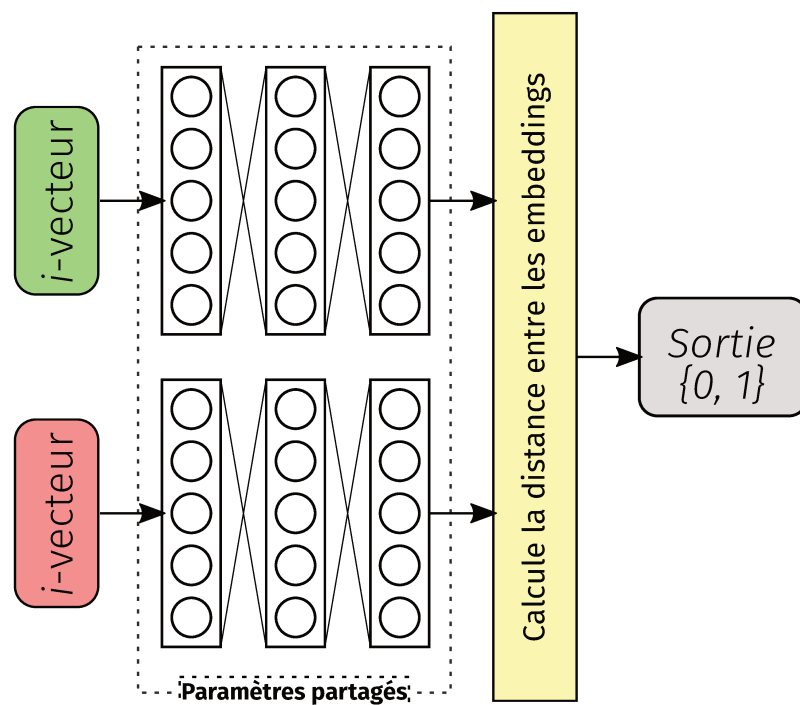 i-vecteur
i-vecteur
Paramètres partagés
Calcule la distance entre les embeddings
Sortie
{0, 1}